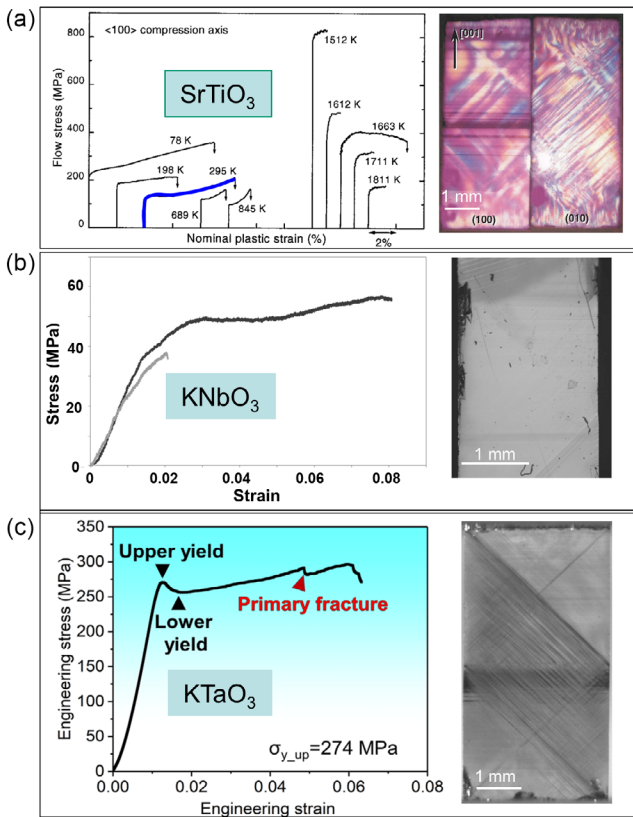 (a)
<100> compression axis
SrTiO3
Flow stress (MPa)
800
600
400
200
0
78 K
198 K
295 K
689 K
845 K
1512 K
1612 K
1663 K
1711 K
1811 K
2%
Nominal plastic strain (%)
[001]
1 mm
(100)
(010)
(b)
Stress (MPa)
60
40
20
0
KNbO3
0
0.02
0.04
0.06
0.08
Strain
1 mm
(c)
Engineering stress (MPa)
350
300
250
200
150
100
50
0
Upper yield
Lower
yield
Primary fracture
KTaO3
σy_up=274 MPa
0.00
0.02
0.04
0.06
0.08
Engineering strain
1 mm